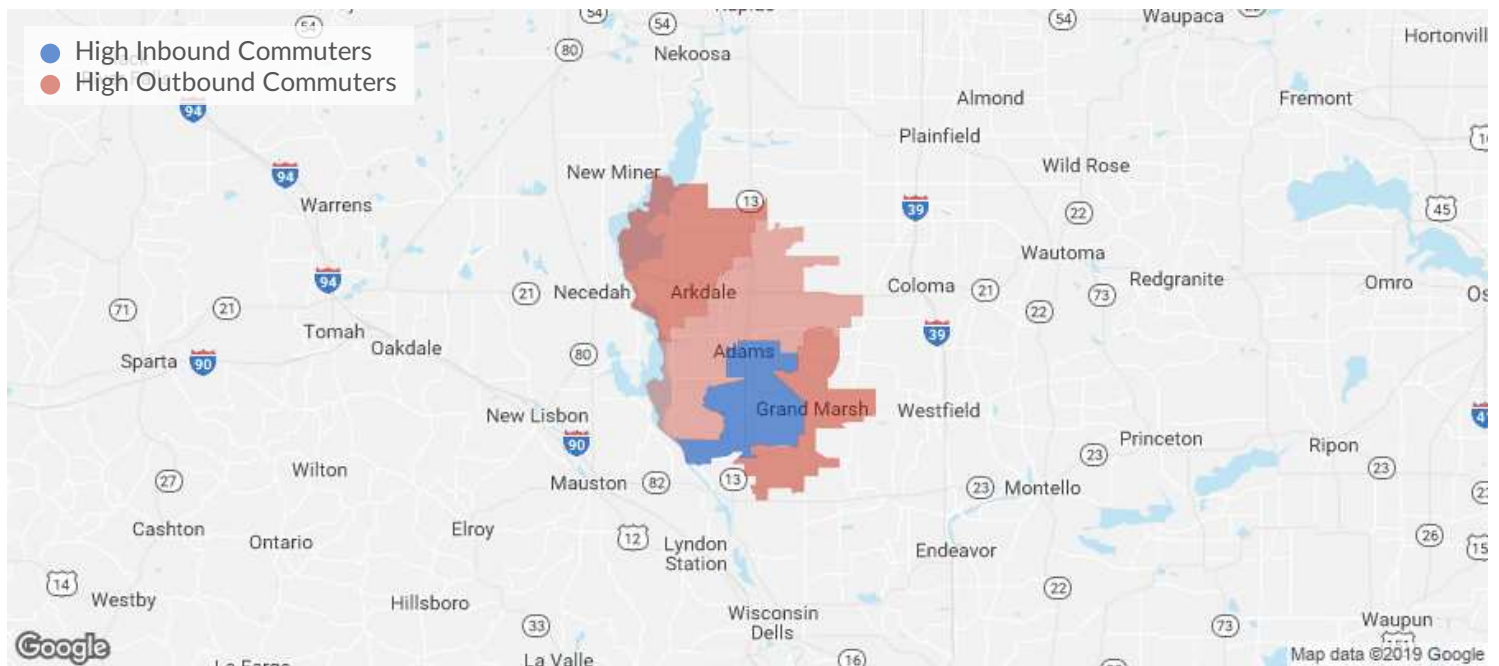 High Inbound Commuters
High Outbound Commuters
54
54
54
54
80
Nekoosa
Waupaca
Hortonvill
94
Almond
Fremont
Plainfield
94
New Miner
Wild Rose
Warrens
13
39
22
45
Wautoma
94
Necedah
Arkdale
Coloma
21
73
Redgranite
Omro
Os
71
21
21
22
Tomah
Oakdale
80
Adams
39
Sparta
90
New Lisbon
Grand Marsh
Westfield
41
90
Princeton
Ripon
23
23
Wilton
27
Mauston
82
13
23
Montello
Cashton
Ontario
Elroy
12
Lyndon
Station
Endeavor
26
14
Westby
Hillsboro
22
33
Wisconsin
Dells
73
Waupun
Google
La Valle
16
Map data ©2019 Google